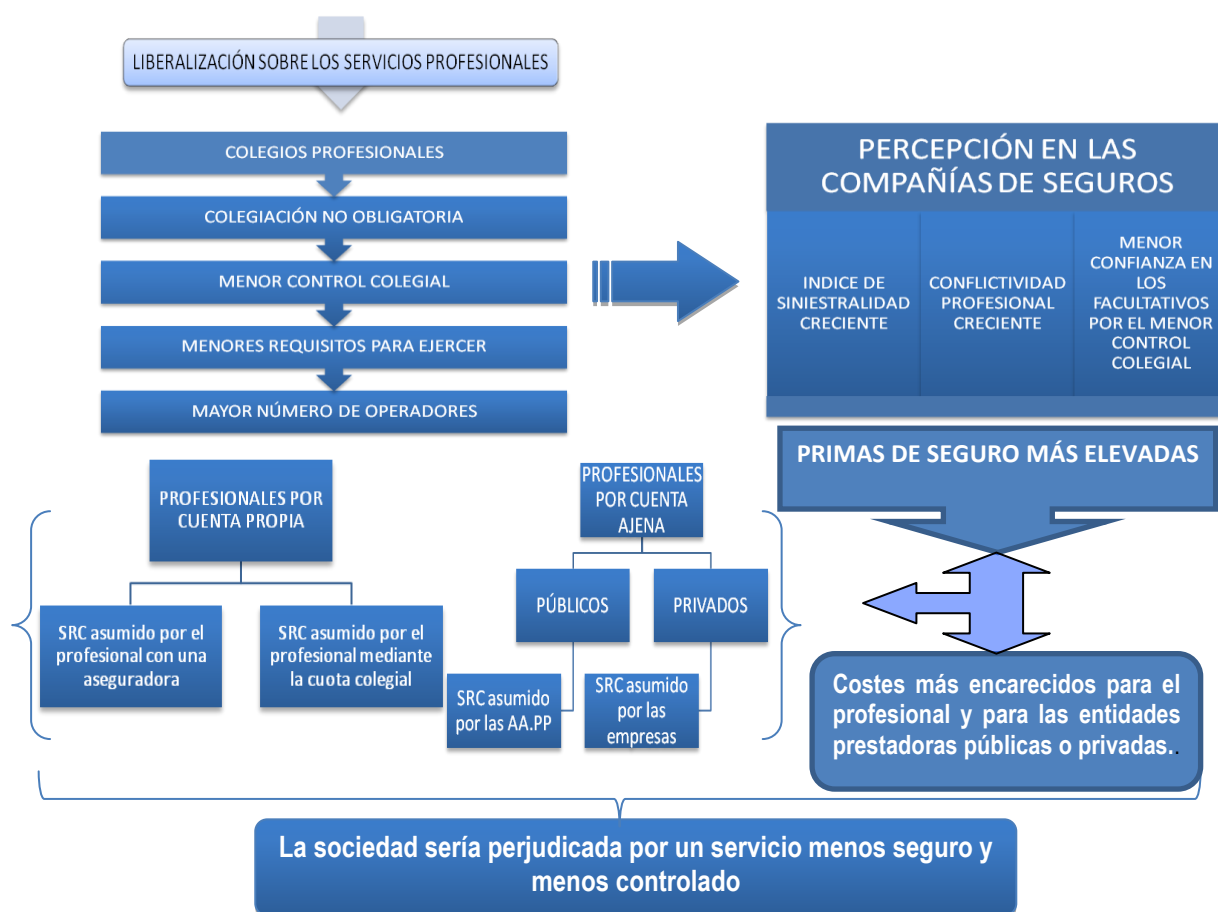 LIBERALIZACIÓN SOBRE LOS SERVICIOS PROFESIONALES
COLEGIOS PROFESIONALES
COLEGIACIÓN NO OBLIGATORIA
MENOR CONTROL COLEGIAL
MENORES REQUISITOS PARA EJERCER
MAYOR NÚMERO DE OPERADORES
PERCEPCIÓN EN LAS
COMPAÑÍAS DE SEGUROS
INDICE DE
SINIESTRALIDAD
CRECIENTE
CONFLICTIVIDAD
PROFESIONAL
CRECIENTE
MENOR
CONFIANZA EN
LOS
FACULTATIVOS
POR EL MENOR
CONTROL
COLEGIAL
PRIMAS DE SEGURO MÁS ELEVADAS
PROFESIONALES POR
CUENTA PROPIA
SRC asumido por el
profesional con una
aseguradora
SRC asumido por el
profesional mediante
la cuota colegial
PROFESIONALES
POR CUENTA
AJENA
PÚBLICOS
PRIVADOS
SRC asumido
por las AA.PP
SRC asumido
por las
empresas
Costes más encarecidos para el
profesional y para las entidades
prestadoras públicas o privadas..
La sociedad sería perjudicada por un servicio menos seguro y
menos controlado